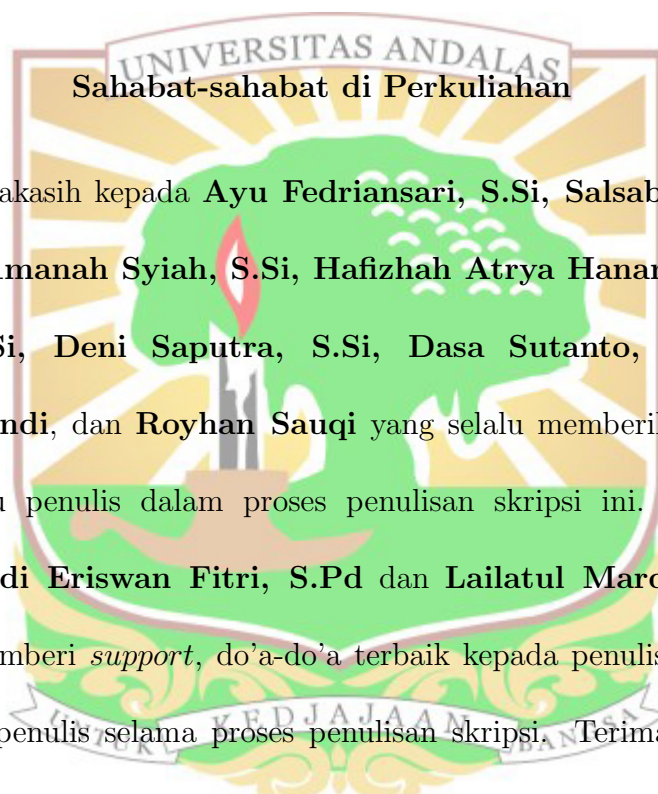 UNIVERSITAS ANDALAS
Sahabat-sahabat di Perkuliahan
akasih kepada Ayu Fedriansari, S.Si, Salsab
manah Syiah, S.Si, Hafizhah Atrya Hanan
Si, Deni Saputra, S.Si, Dasa Sutanto,
ndi, dan Royhan Sauqi yang selalu memberi
u penulis dalam proses penulisan skripsi ini.
di Eriswan Fitri, S.Pd dan Lailatul Maro
mberi support, do'a-do'a terbaik kepada penulis
penulis selama proses penulisan skripsi. Terima
UNTUK KEDJAJAAN BANGSA